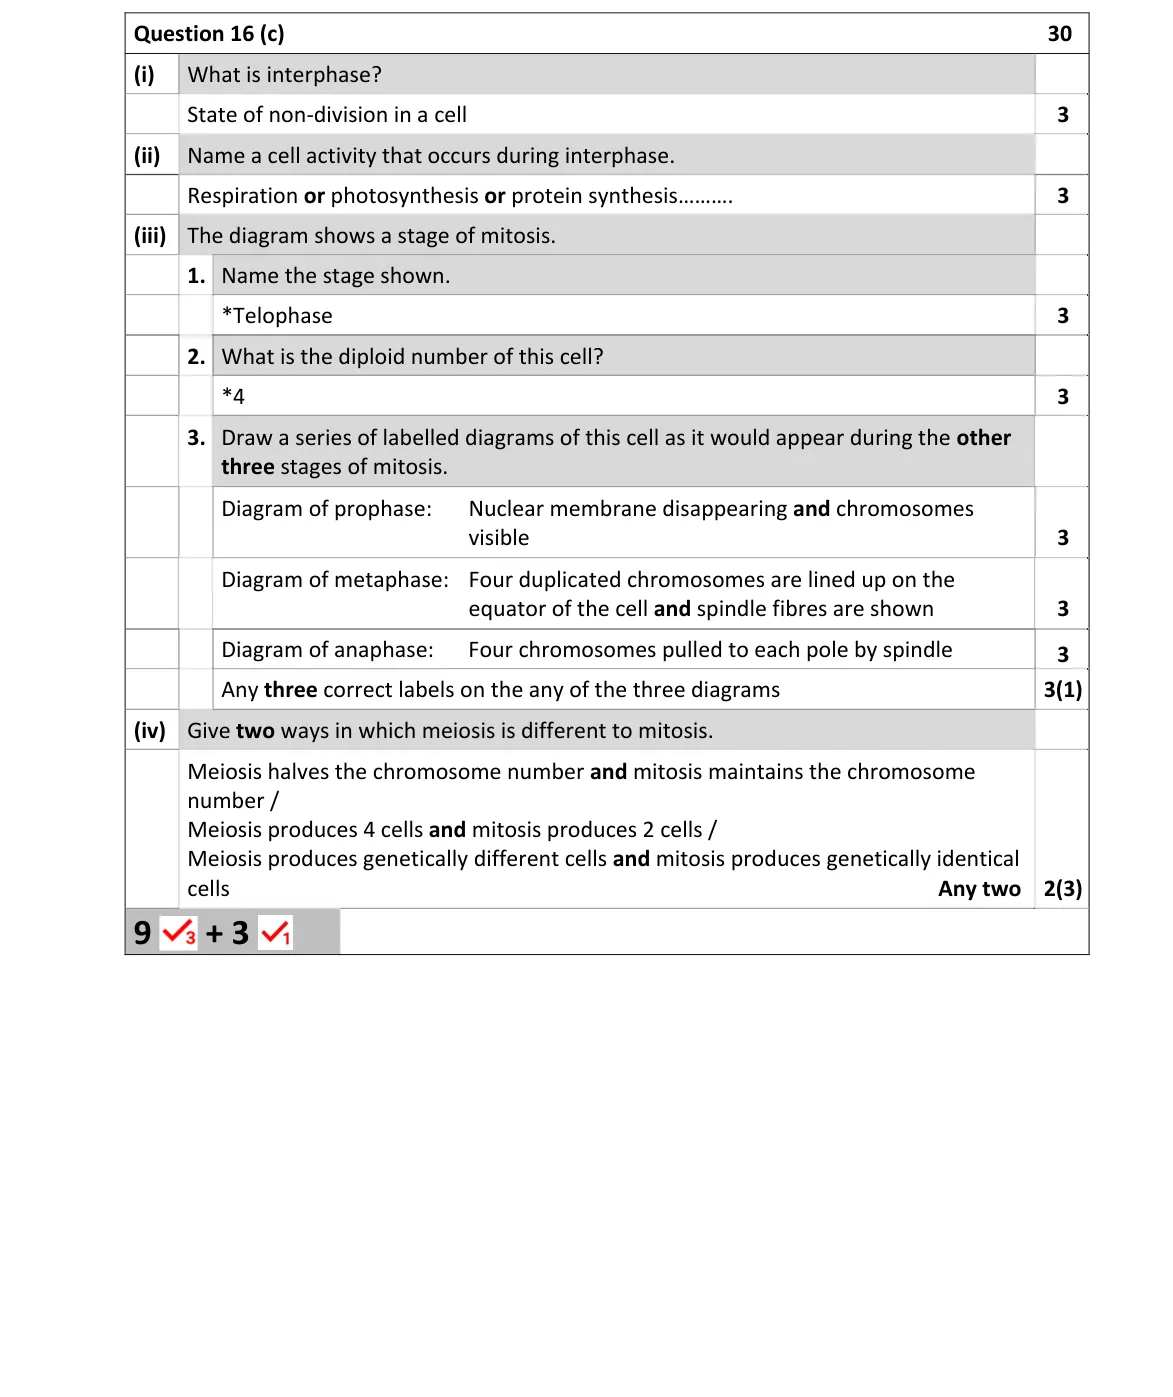 Question 16 (c) 30
(i) What is interphase?
State of non-division in a cell 3
(ii) Name a cell activity that occurs during interphase.
Respiration or photosynthesis or protein synthesis………. 3
(iii) The diagram shows a stage of mitosis.
1. Name the stage shown.
*Telophase 3
2. What is the diploid number of this cell?
*4 3
3. Draw a series of labelled diagrams of this cell as it would appear during the other
three stages of mitosis.
Diagram of prophase: Nuclear membrane disappearing and chromosomes
visible 3
Diagram of metaphase: Four duplicated chromosomes are lined up on the
equator of the cell and spindle fibres are shown 3
Diagram of anaphase: Four chromosomes pulled to each pole by spindle 3
Any three correct labels on the any of the three diagrams 3(1)
(iv) Give two ways in which meiosis is different to mitosis.
Meiosis halves the chromosome number and mitosis maintains the chromosome
number /
Meiosis produces 4 cells and mitosis produces 2 cells /
Meiosis produces genetically different cells and mitosis produces genetically identical
cells Any two 2(3)
9 ✓3 + 3 ✓1